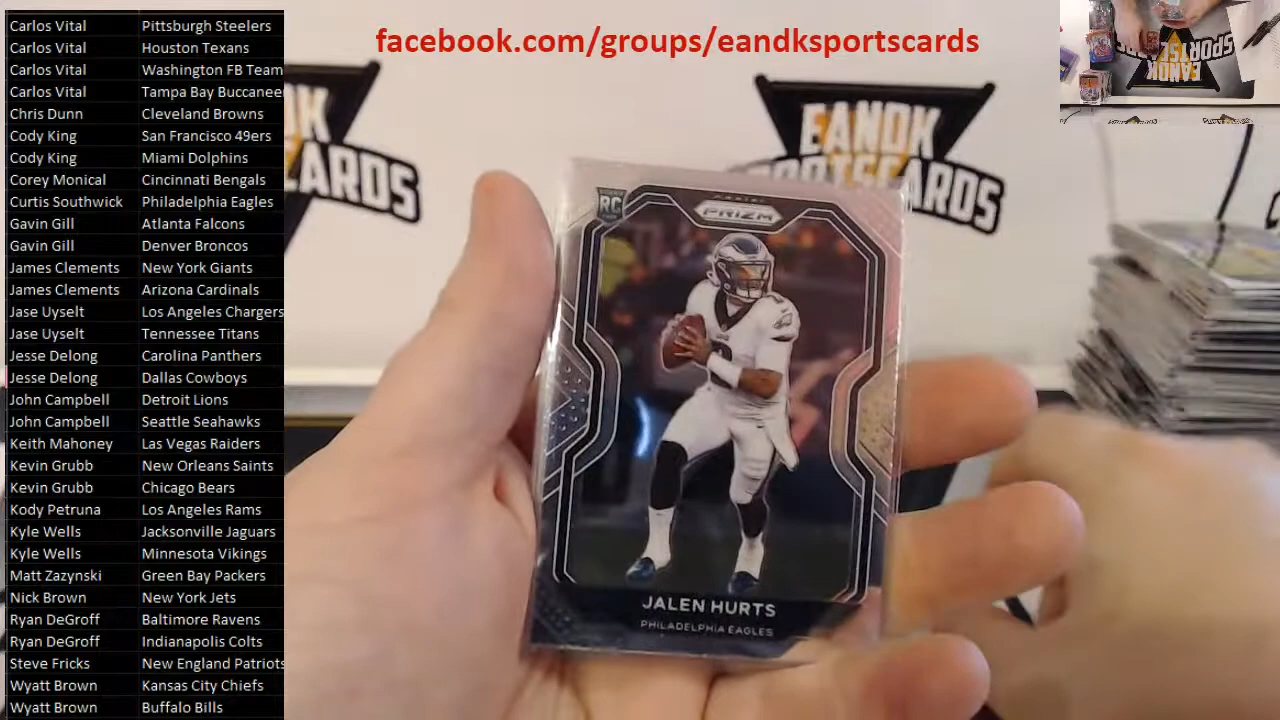 facebook.com/groups/eandksportscards
Carlos Vital Pittsburgh Steelers
Carlos Vital Houston Texans
Carlos Vital Washington FB Team
Carlos Vital Tampa Bay Buccanee
Chris Dunn Cleveland Browns
Cody King San Francisco 49ers
Cody King Miami Dolphins
Corey Monical Cincinnati Bengals
Curtis Southwick Philadelphia Eagles
Gavin Gill Atlanta Falcons
Gavin Gill Denver Broncos
James Clements New York Giants
James Clements Arizona Cardinals
Jase Uyselt Los Angeles Chargers
Jase Uyselt Tennessee Titans
Jesse Delong Carolina Panthers
Jesse Delong Dallas Cowboys
John Campbell Detroit Lions
John Campbell Seattle Seahawks
Keith Mahoney Las Vegas Raiders
Kevin Grubb New Orleans Saints
Kevin Grubb Chicago Bears
Kody Petruna Los Angeles Rams
Kyle Wells Jacksonville Jaguars
Kyle Wells Minnesota Vikings
Matt Zazynski Green Bay Packers
Nick Brown New York Jets
Ryan DeGroff Baltimore Ravens
Ryan DeGroff Indianapolis Colts
Steve Fricks New England Patriots
Wyatt Brown Kansas City Chiefs
Wyatt Brown Buffalo Bills
EANDK
SPORTSCARDS
RC
PANINI
PRIZM
JALEN HURTS
PHILADELPHIA EAGLES
EANDK
SPORTSCARDS